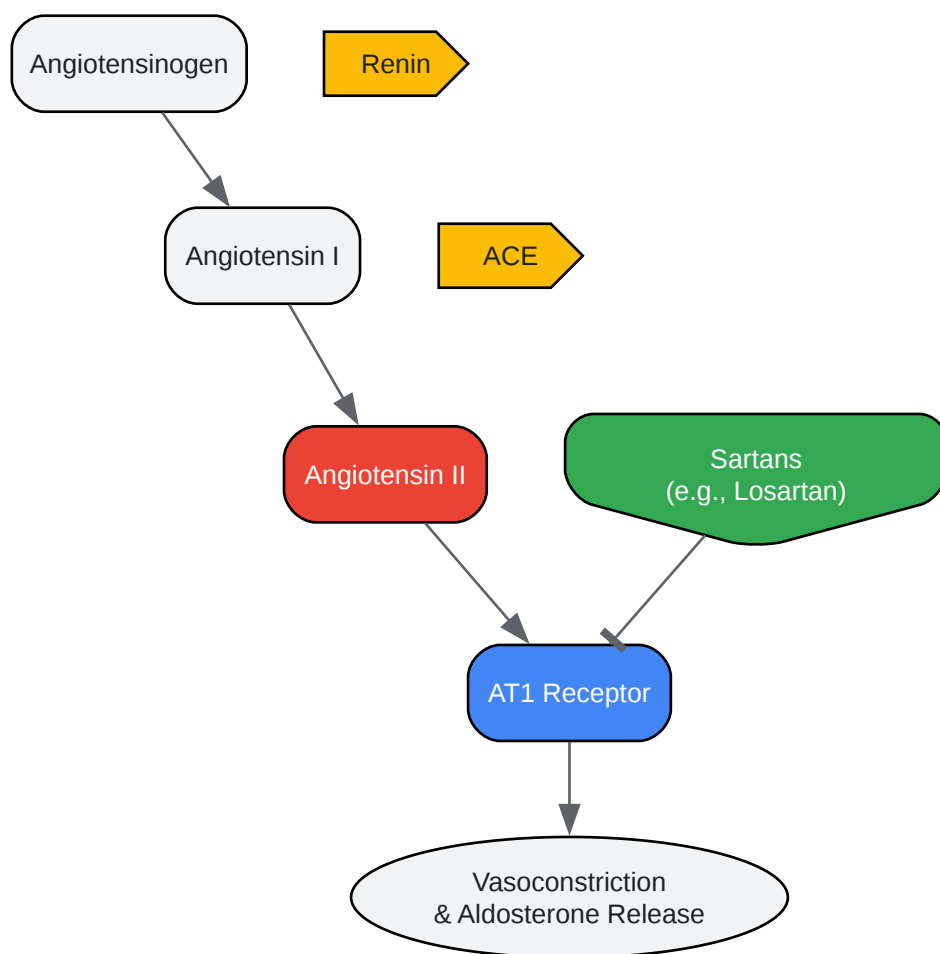 Angiotensinogen
Renin
Angiotensin I
ACE
Angiotensin II
Sartans
(e.g., Losartan)
AT1 Receptor
Vasoconstriction
& Aldosterone Release